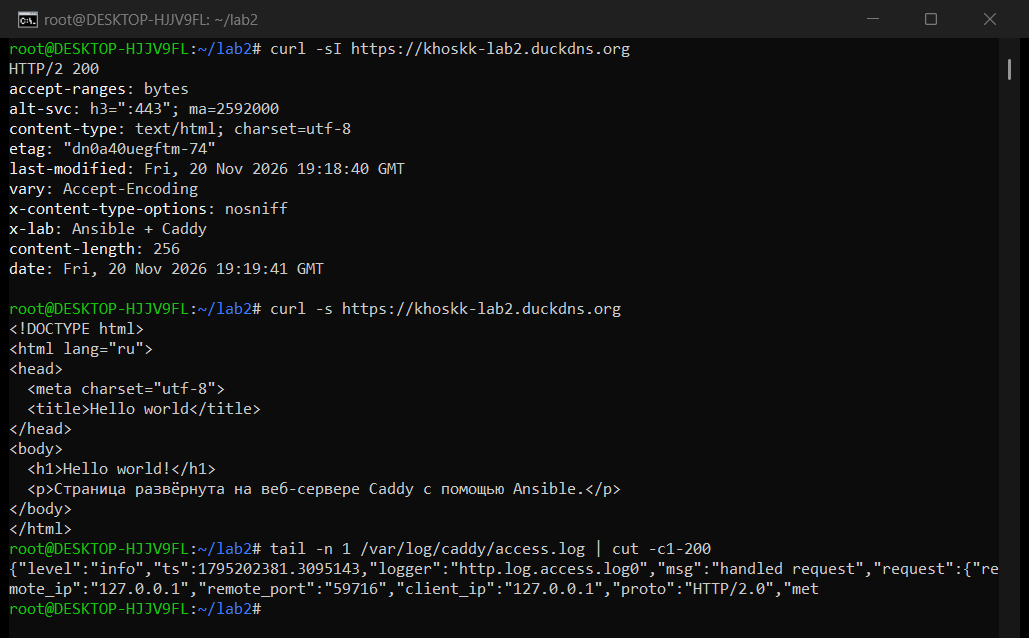 root@DESKTOP-HJJV9FL: ~/lab2
root@DESKTOP-HJJV9FL:~/lab2# curl -sI https://khoskk-lab2.duckdns.org
HTTP/2 200
accept-ranges: bytes
alt-svc: h3=":443"; ma=2592000
content-type: text/html; charset=utf-8
etag: "dn0a40uegftm-74"
last-modified: Fri, 20 Nov 2026 19:18:40 GMT
vary: Accept-Encoding
x-content-type-options: nosniff
x-lab: Ansible + Caddy
content-length: 256
date: Fri, 20 Nov 2026 19:19:41 GMT
root@DESKTOP-HJJV9FL:~/lab2# curl -s https://khoskk-lab2.duckdns.org
<!DOCTYPE html>
<html lang="ru">
<head>
  <meta charset="utf-8">
  <title>Hello world</title>
</head>
<body>
  <h1>Hello world!</h1>
  <p>Страница развёрнута на веб-сервере Caddy с помощью Ansible.</p>
</body>
</html>
root@DESKTOP-HJJV9FL:~/lab2# tail -n 1 /var/log/caddy/access.log | cut -c1-200
{"level":"info","ts":1795202381.3095143,"logger":"http.log.access.log0","msg":"handled request","request":{"re
mote_ip":"127.0.0.1","remote_port":"59716","client_ip":"127.0.0.1","proto":"HTTP/2.0","met
root@DESKTOP-HJJV9FL:~/lab2#